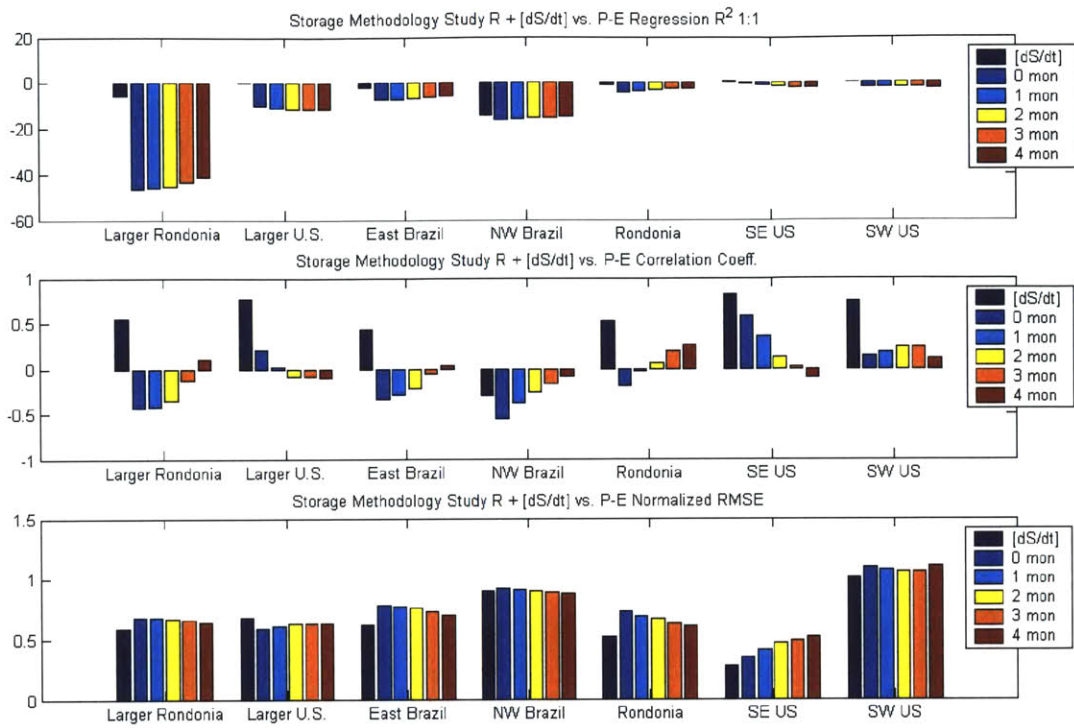 Storage Methodology Study R + [dS/dt] vs. P-E Regression R² 1:1
20
0
-20
-40
-60
Larger Rondonia Larger U.S. East Brazil NW Brazil Rondonia SE US SW US
[dS/dt]
0 mon
1 mon
2 mon
3 mon
4 mon
Storage Methodology Study R + [dS/dt] vs. P-E Correlation Coeff.
1
0.5
0
-0.5
-1
Larger Rondonia Larger U.S. East Brazil NW Brazil Rondonia SE US SW US
[dS/dt]
0 mon
1 mon
2 mon
3 mon
4 mon
Storage Methodology Study R + [dS/dt] vs. P-E Normalized RMSE
1.5
1
0.5
0
Larger Rondonia Larger U.S. East Brazil NW Brazil Rondonia SE US SW US
[dS/dt]
0 mon
1 mon
2 mon
3 mon
4 mon